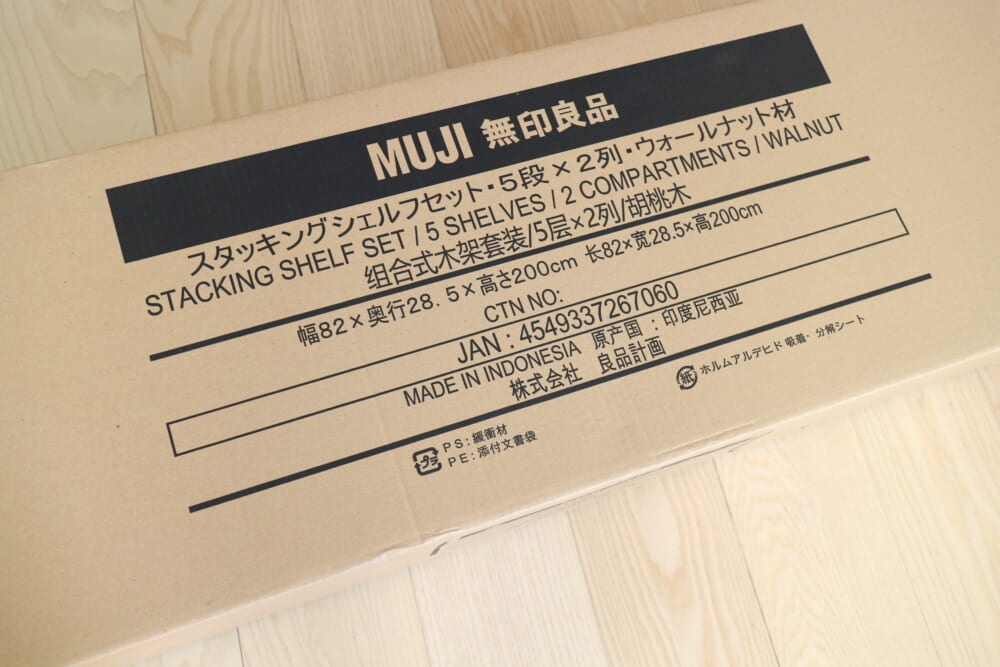 MUJI 無印良品
スタッキングシェルフセット・5段×2列・ウォールナット材
STACKING SHELF SET / 5 SHELVES / 2 COMPARTMENTS / WALNUT
组合式木架套装/5层×2列/胡桃木
幅82×奥行28.5×高さ200cm 长82×宽28.5×高200cm
CTN NO:
JAN : 4549337267060
MADE IN INDONESIA 原产国 : 印度尼西亚
株式会社 良品計画
紙 ホルムアルデヒド 吸着・分解シート
プラ PS:緩衝材
PE:添付文書袋